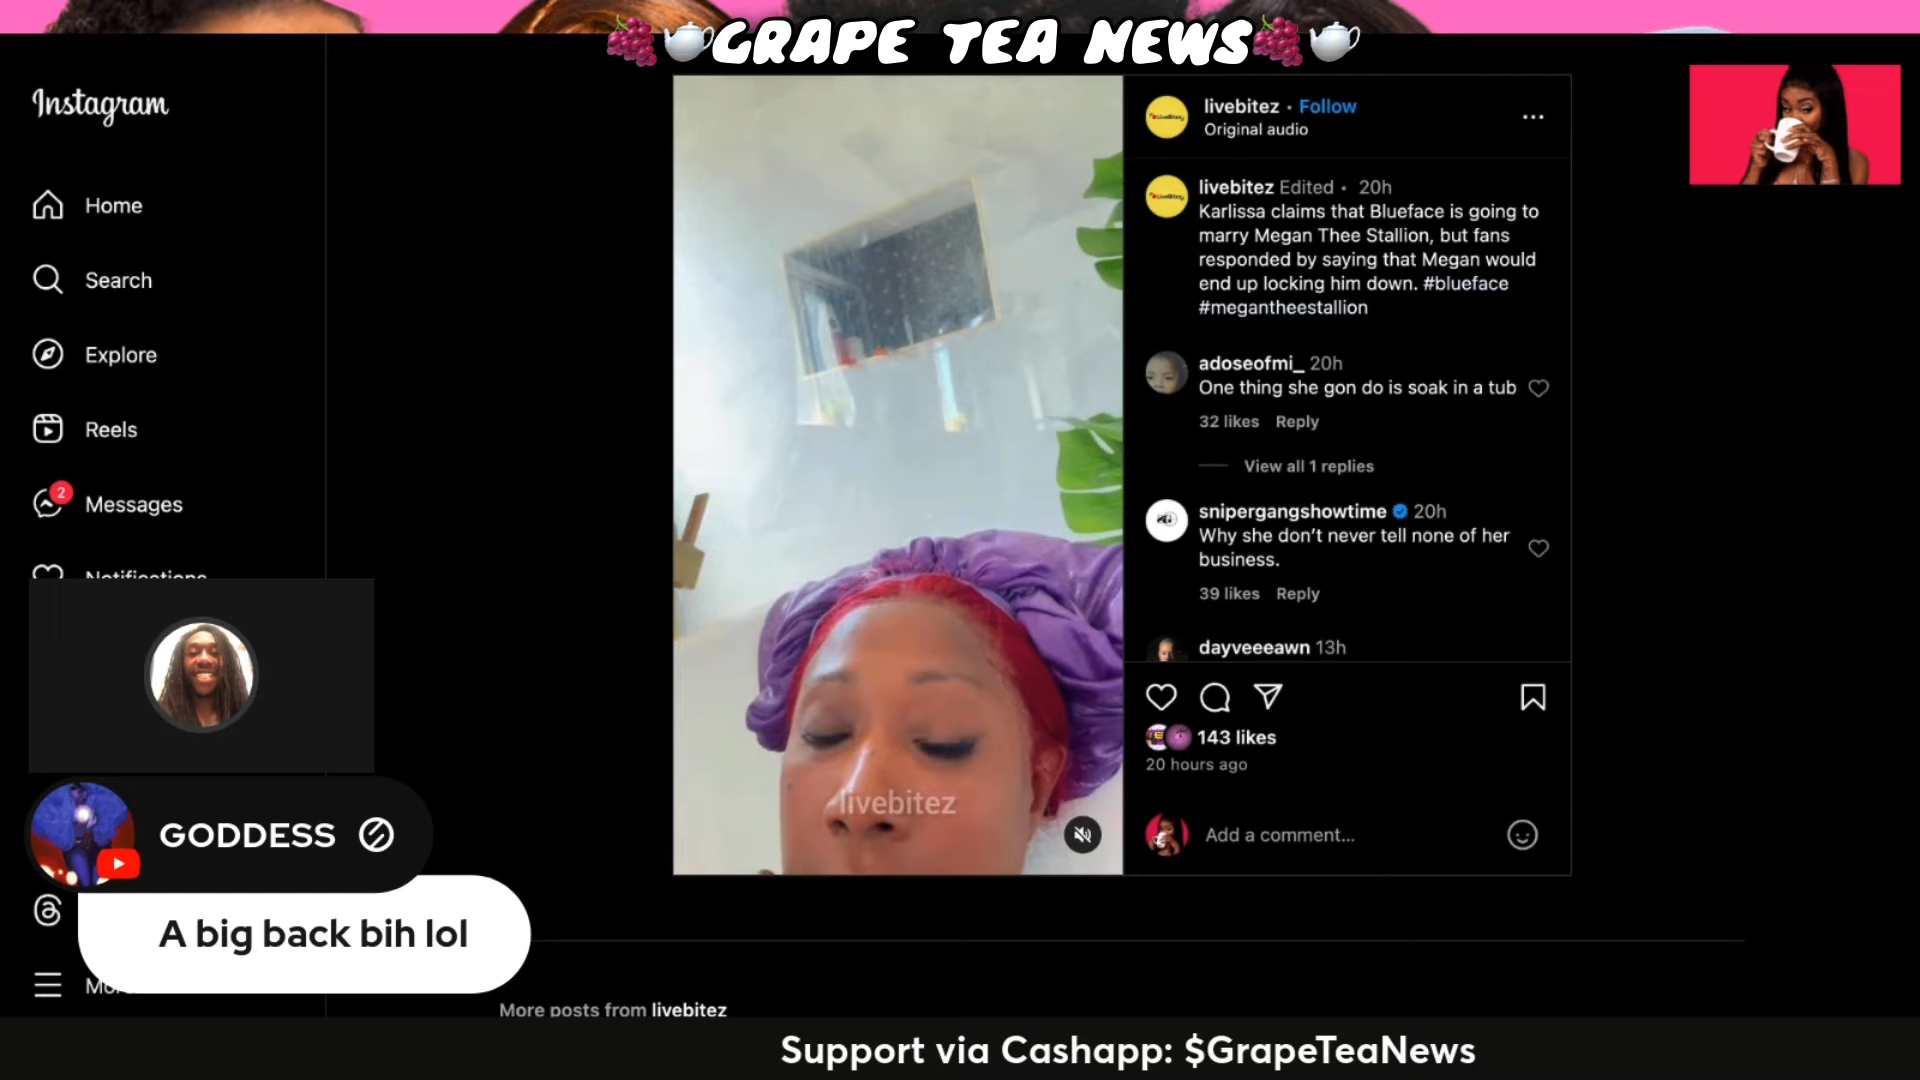 GRAPE TEA NEWS
Instagram
Home
Search
Explore
Reels
2
Messages
Notifications
More
livebitez • Follow
Original audio
livebitez Edited • 20h
Karlissa claims that Blueface is going to
marry Megan Thee Stallion, but fans
responded by saying that Megan would
end up locking him down. #blueface
#megantheestallion
adoseofmi_ 20h
One thing she gon do is soak in a tub
32 likes Reply
View all 1 replies
snipergangshowtime 20h
Why she don’t never tell none of her
business.
39 likes Reply
dayveeeawn 13h
143 likes
20 hours ago
Add a comment...
livebitez
GODDESS
A big back bih lol
More posts from livebitez
Support via Cashapp: $GrapeTeaNews